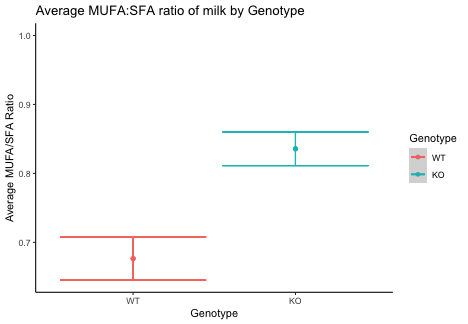 Average MUFA:SFA ratio of milk by Genotype
1.0
0.9
0.8
0.7
Average MUFA/SFA Ratio
WT
KO
Genotype
Genotype
WT
KO